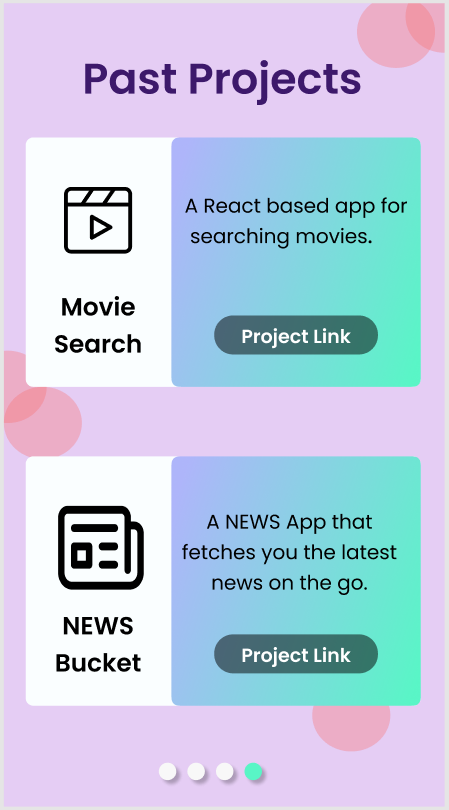 Past Projects
A React based app for
searching movies.
Movie
Search
Project Link
A NEWS App that
fetches you the latest
news on the go.
NEWS
Bucket
Project Link